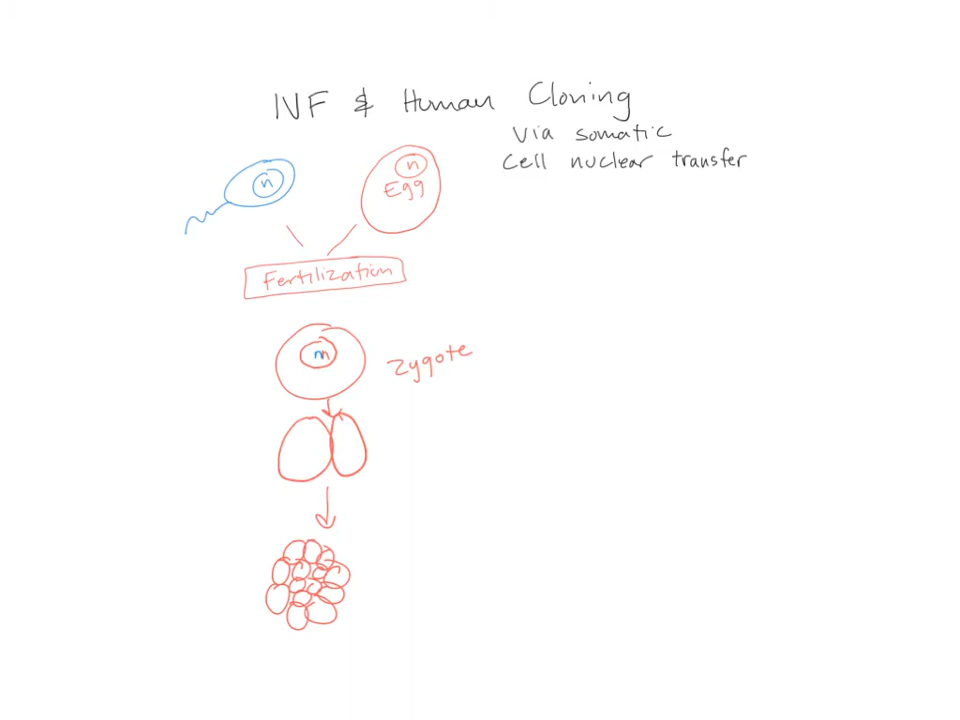 IVF & Human Cloning
via somatic
cell nuclear transfer
n
n
Egg
Fertilization
Zygote